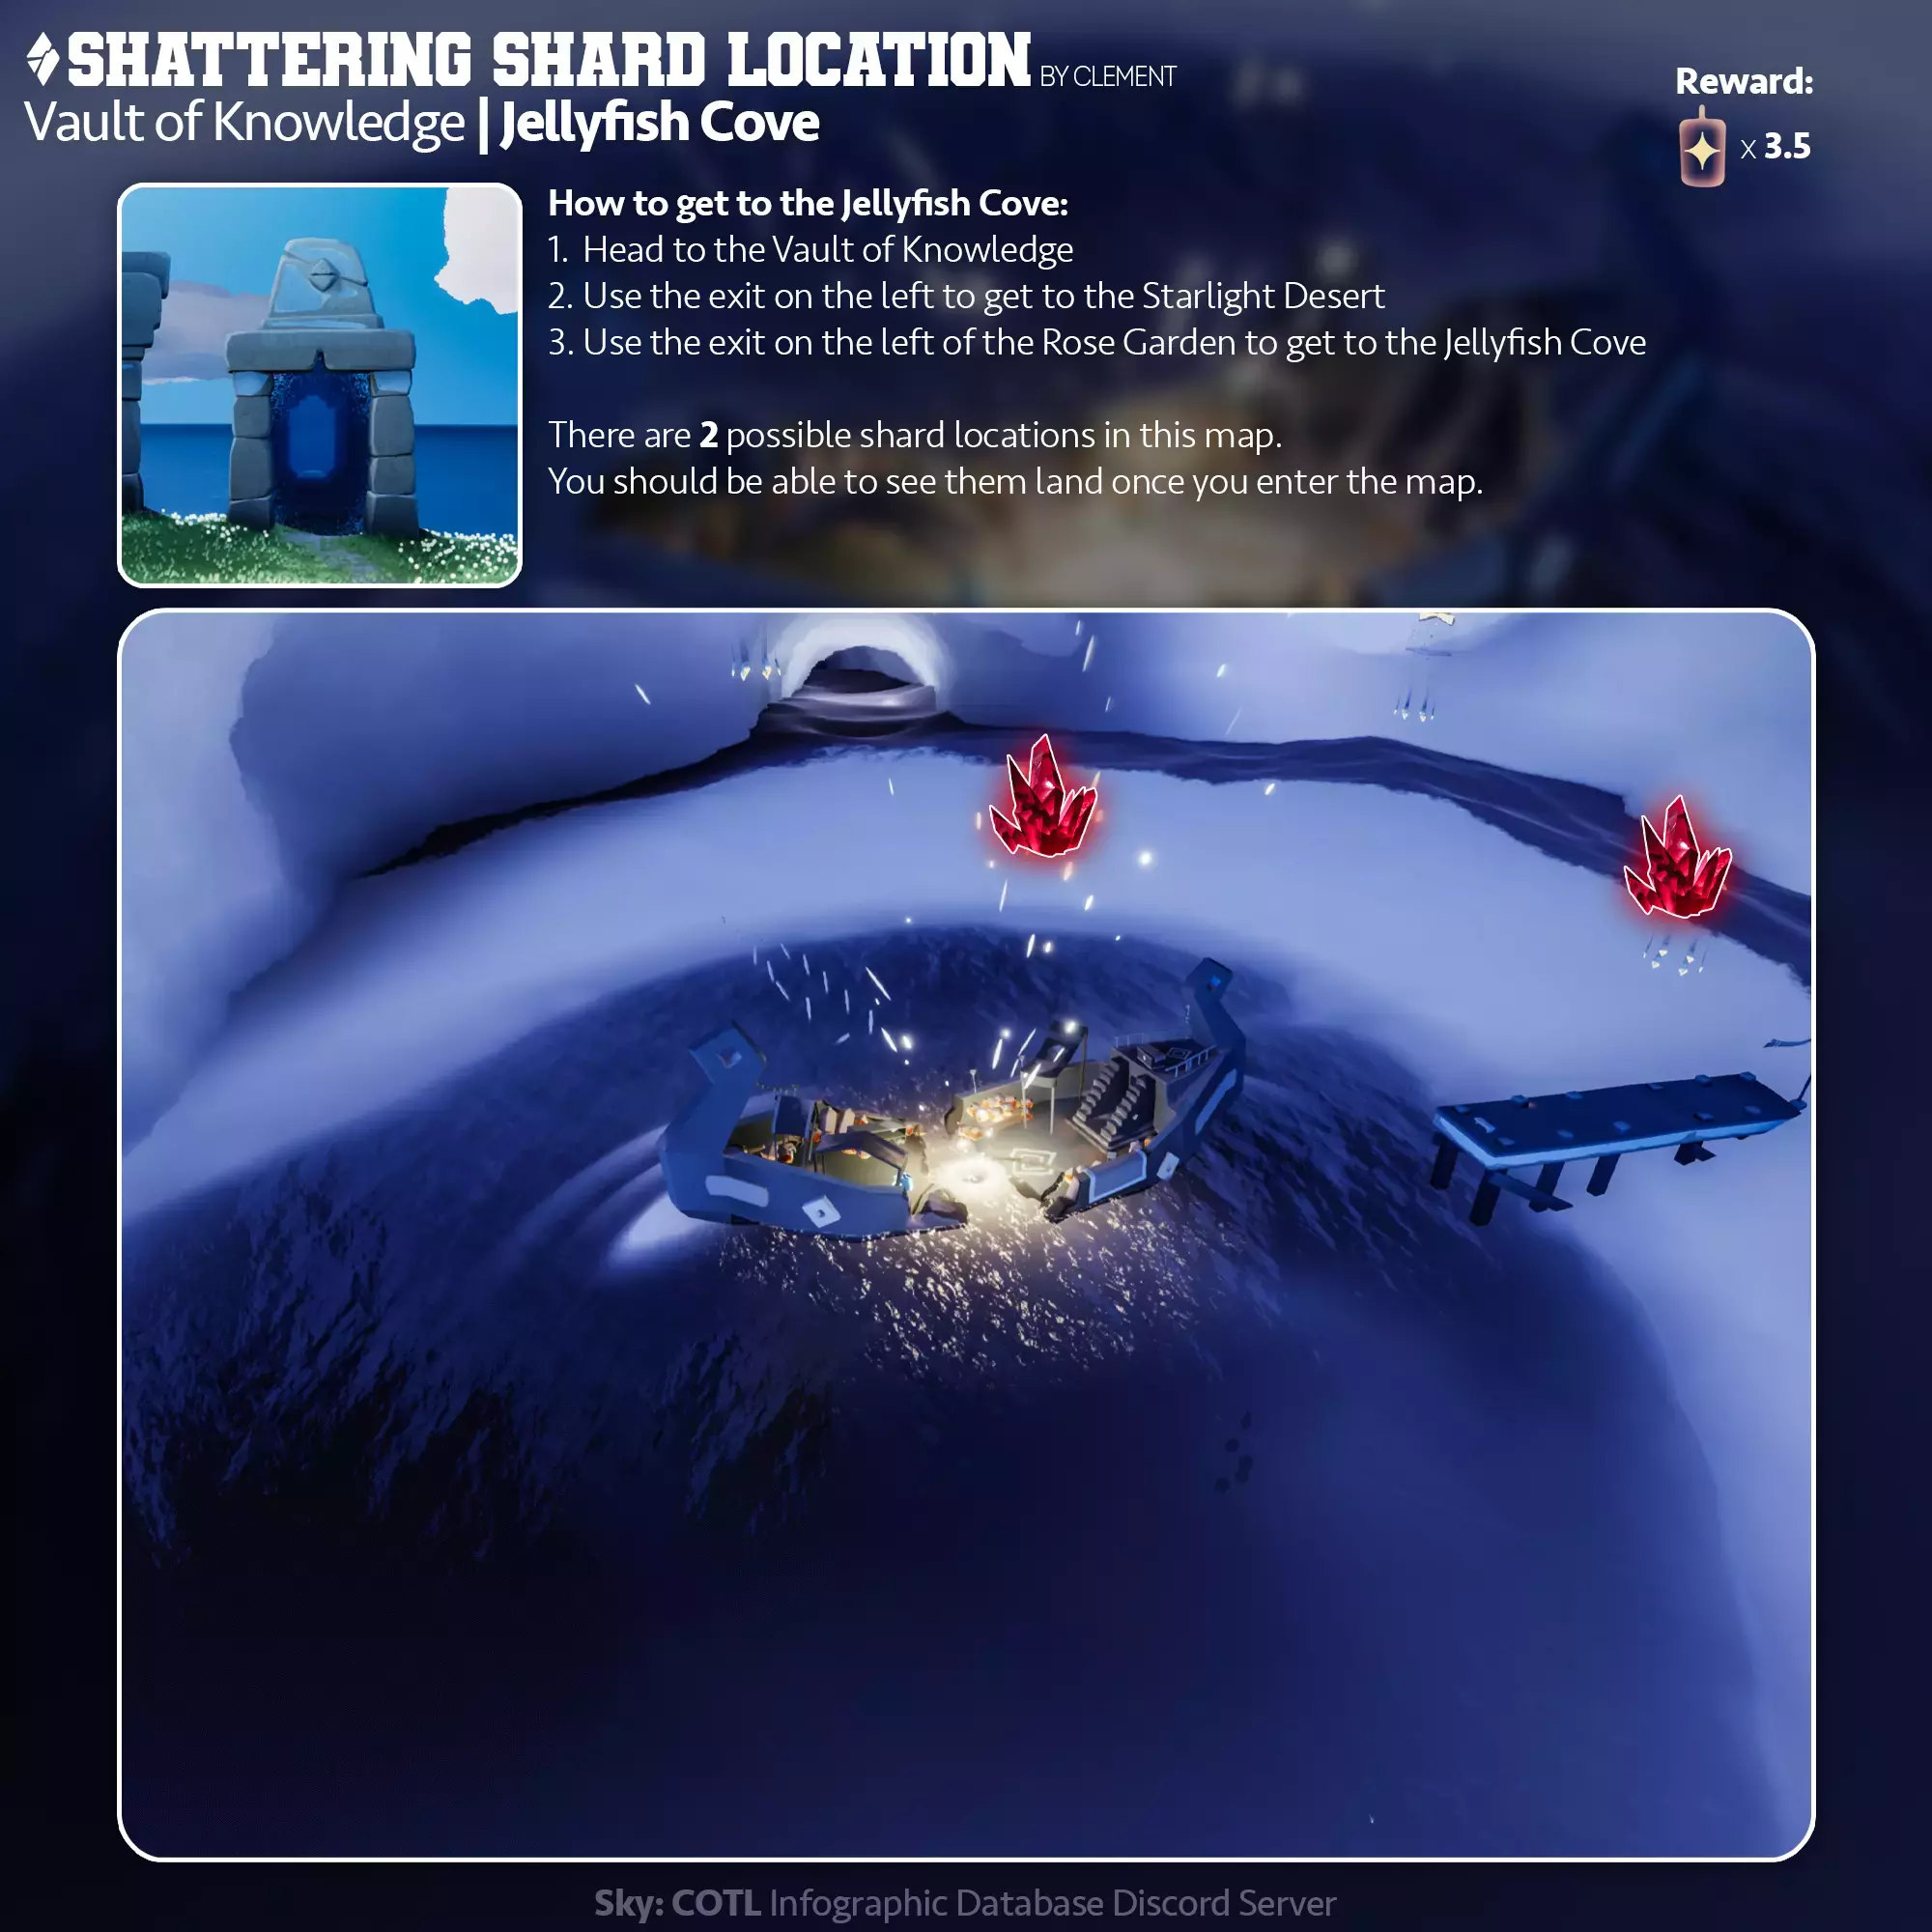 SHATTERING SHARD LOCATION BY CLEMENT
Vault of Knowledge | Jellyfish Cove
Reward:
x 3.5
How to get to the Jellyfish Cove:
1. Head to the Vault of Knowledge
2. Use the exit on the left to get to the Starlight Desert
3. Use the exit on the left of the Rose Garden to get to the Jellyfish Cove
There are 2 possible shard locations in this map.
You should be able to see them land once you enter the map.
Sky: COTL Infographic Database Discord Server